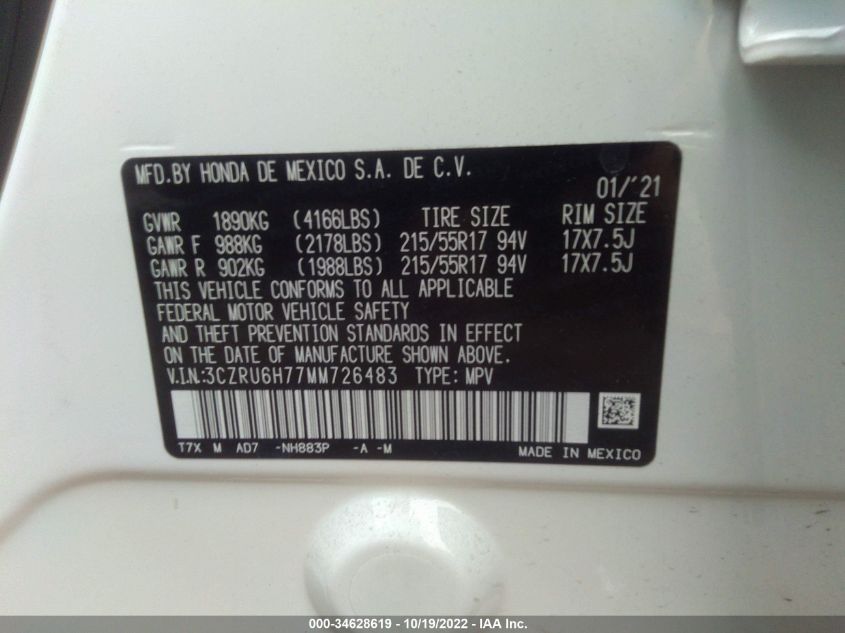 MFD.BY HONDA DE MEXICO S.A. DE C.V.
01/'21
GVWR 1890KG (4166LBS) TIRE SIZE RIM SIZE
GAWR F 988KG (2178LBS) 215/55R17 94V 17X7.5J
GAWR R 902KG (1988LBS) 215/55R17 94V 17X7.5J
THIS VEHICLE CONFORMS TO ALL APPLICABLE
FEDERAL MOTOR VEHICLE SAFETY
AND THEFT PREVENTION STANDARDS IN EFFECT
ON THE DATE OF MANUFACTURE SHOWN ABOVE.
V.I.N:3CZRU6H77MM726483 TYPE: MPV
T7X M AD7 -NH883P -A -M MADE IN MEXICO
000-34628619 - 10/19/2022 - IAA Inc.